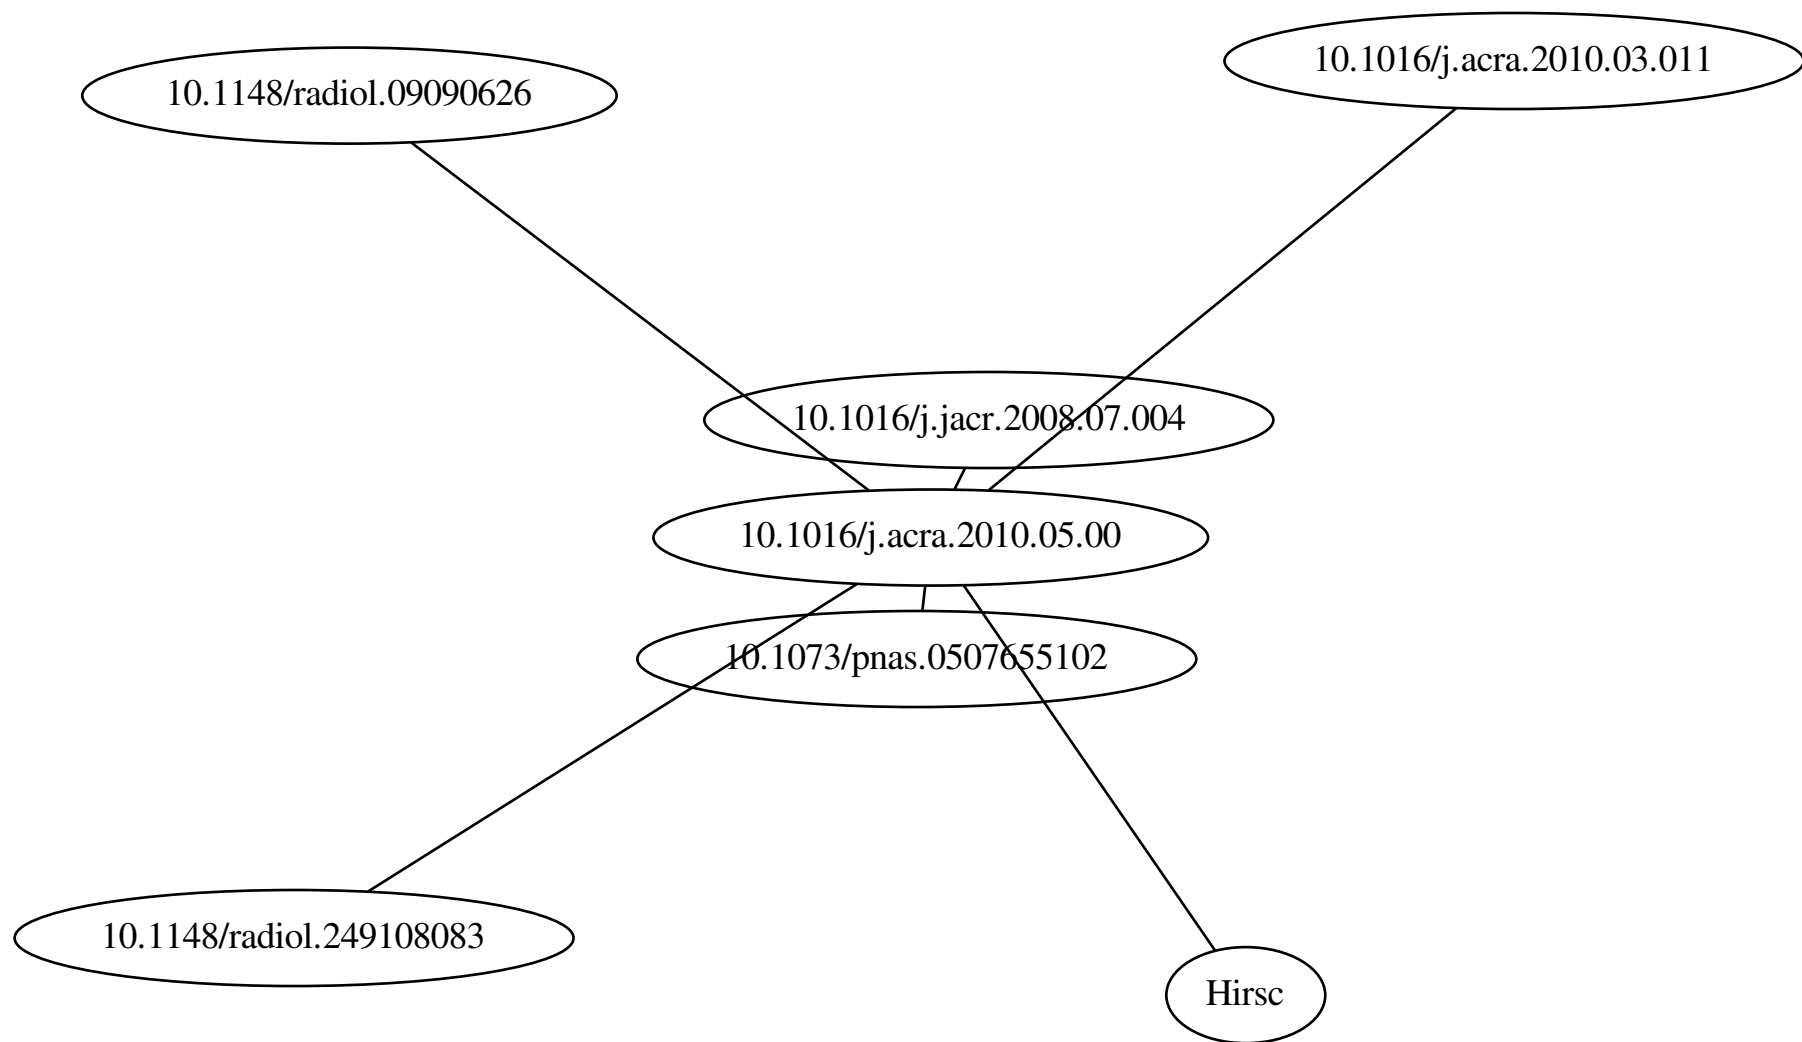 10.1016/j.acra.2010.03.011
10.1148/radiol.09090626
10.1016/j.jacr.2008.07.004
10.1016/j.acra.2010.05.00
10.1073/pnas.0507655102
10.1148/radiol.249108083
Hirsc